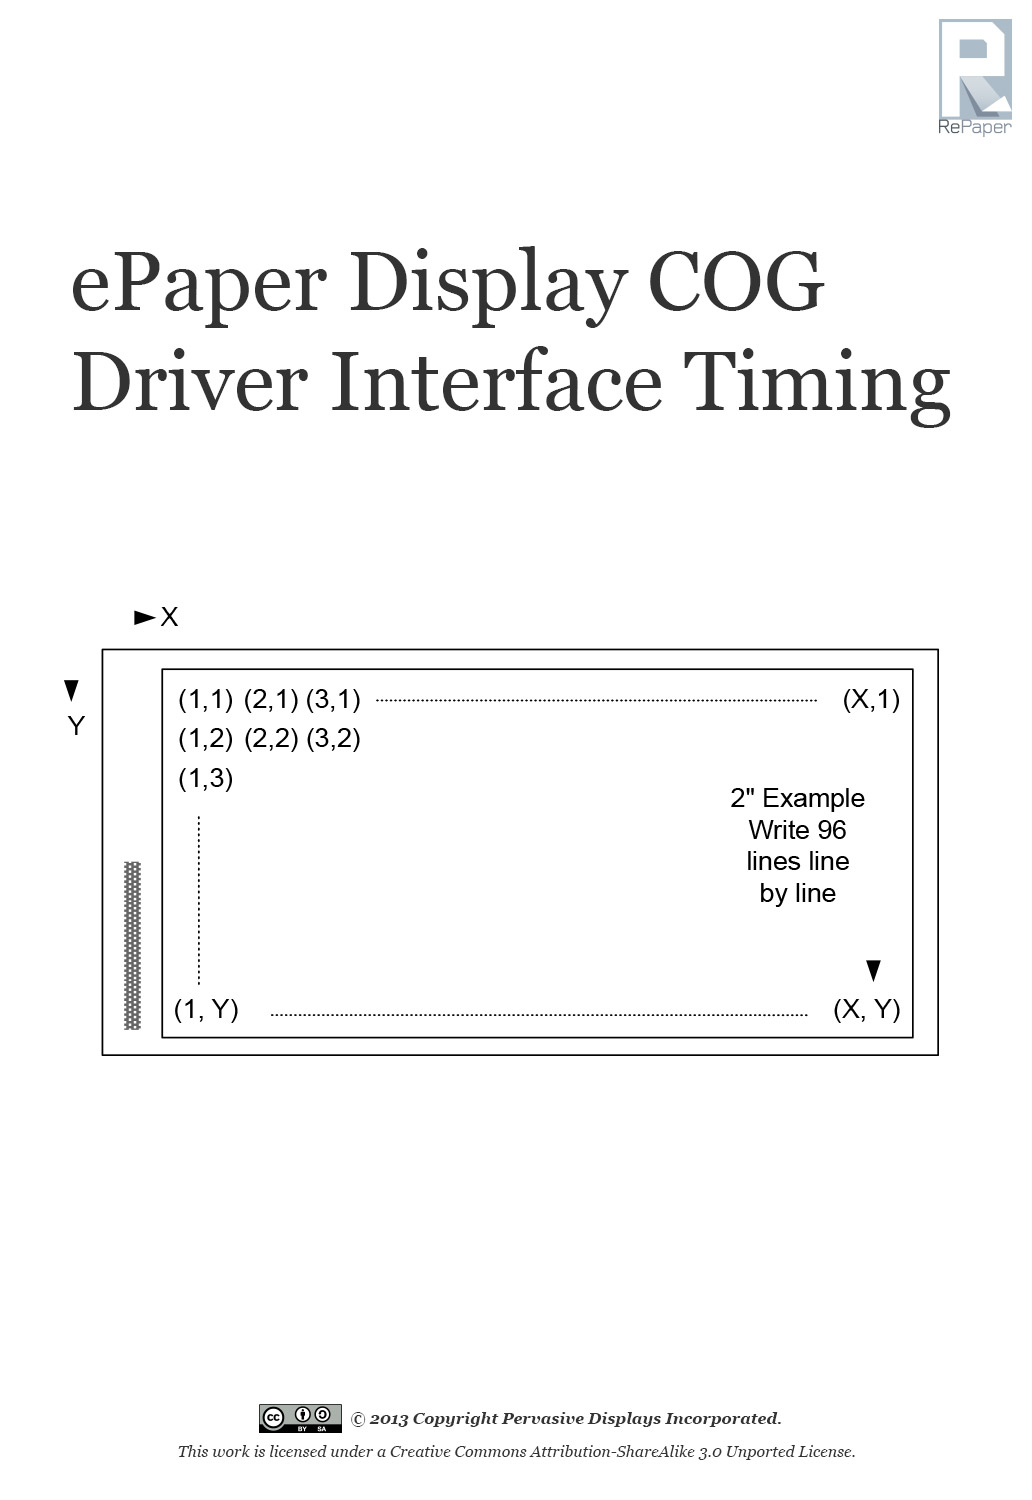 RePaper
ePaper Display COG
Driver Interface Timing
X
Y
(1,1) (2,1) (3,1) (X,1)
(1,2) (2,2) (3,2)
(1,3)
2" Example
Write 96
lines line
by line
(1, Y) (X, Y)
cc BY SA © 2013 Copyright Pervasive Displays Incorporated.
This work is licensed under a Creative Commons Attribution-ShareAlike 3.0 Unported License.